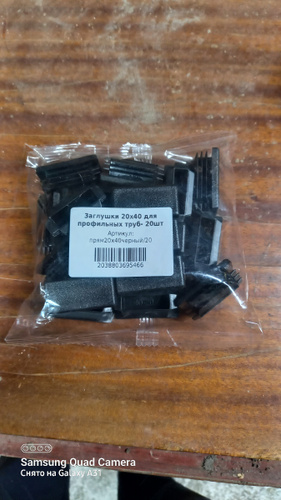 Заглушки 20х40 для
профильных труб- 20шт
Артикул:
прям20х40черный/20
2038803695466
Samsung Quad Camera
Снято на Galaxy A31